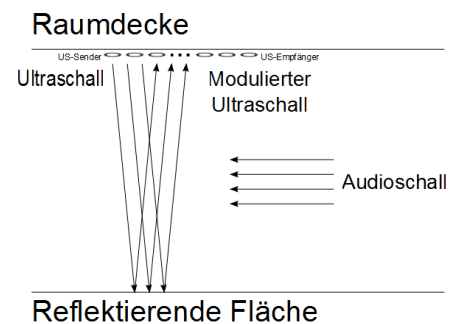 Raumdecke
US-Sender
US-Empfänger
Ultraschall
Modulierter
Ultraschall
Audioschall
Reflektierende Fläche